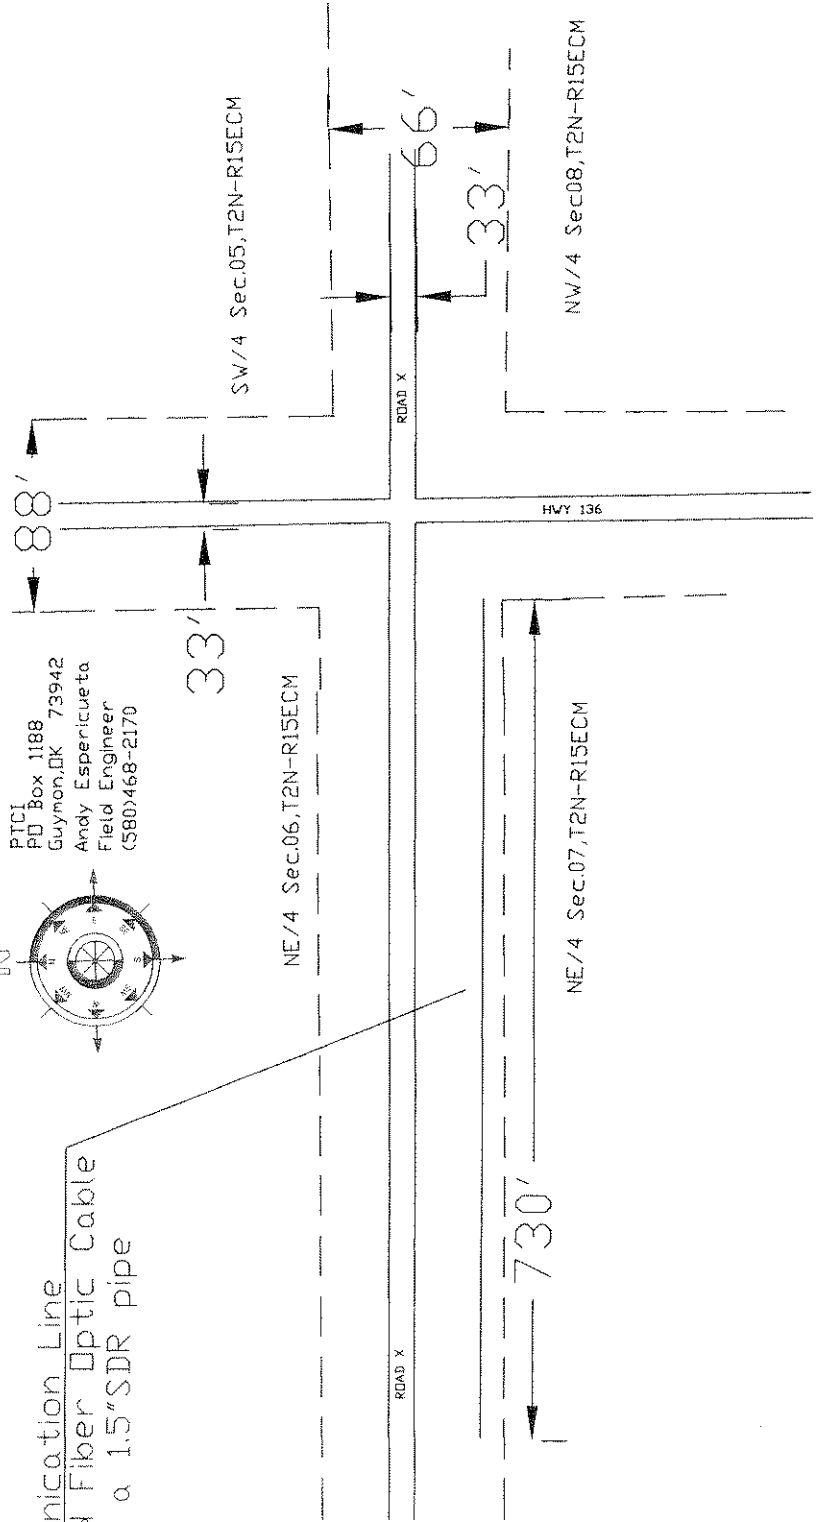 PTCI
PO Box 1188
Guymon,OK 73942
Andy Espericueta
Field Engineer
(580)468-2170
N
nication Line
Fiber Optic Cable
a 1.5"SDR pipe
88'
33'
SW/4 Sec.05,T2N-R15ECM
66'
33'
ROAD X
HWY 136
NW/4 Sec08,T2N-R15ECM
NE/4 Sec.06,T2N-R15ECM
ROAD X
730'
NE/4 Sec.07,T2N-R15ECM